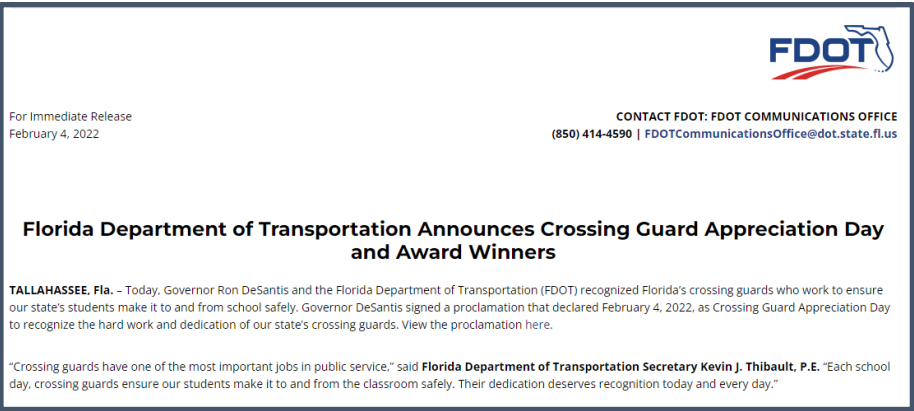 FDOT
For Immediate Release
February 4, 2022
CONTACT FDOT: FDOT COMMUNICATIONS OFFICE
(850) 414-4590 | FDOTCommunicationsOffice@dot.state.fl.us
Florida Department of Transportation Announces Crossing Guard Appreciation Day
and Award Winners
TALLAHASSEE, Fla. – Today, Governor Ron DeSantis and the Florida Department of Transportation (FDOT) recognized Florida’s crossing guards who work to ensure
our state’s students make it to and from school safely. Governor DeSantis signed a proclamation that declared February 4, 2022, as Crossing Guard Appreciation Day
to recognize the hard work and dedication of our state’s crossing guards. View the proclamation here.
“Crossing guards have one of the most important jobs in public service,” said Florida Department of Transportation Secretary Kevin J. Thibault, P.E. “Each school
day, crossing guards ensure our students make it to and from the classroom safely. Their dedication deserves recognition today and every day.”